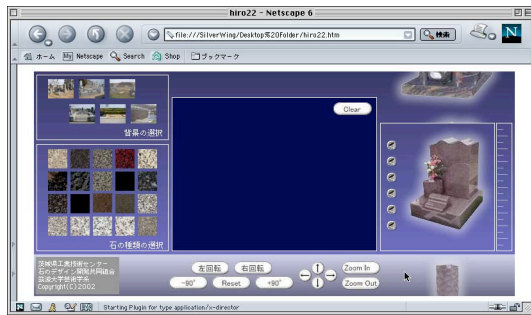 hiro22 - Netscape 6
file:///SilverWing/Desktop%20Folder/hiro22.htm
検索
N
ホーム My Netscape Search Shop ブックマーク
Clear
背景の選択
石の種類の選択
茨城県工業技術センター
石のデザイン開発共同組合
筑波大学芸術学系
Copyright(C)2002
左回転 右回転
-90° Reset +90°
Zoom In
Zoom Out
Starting Plugin for type application/x-director